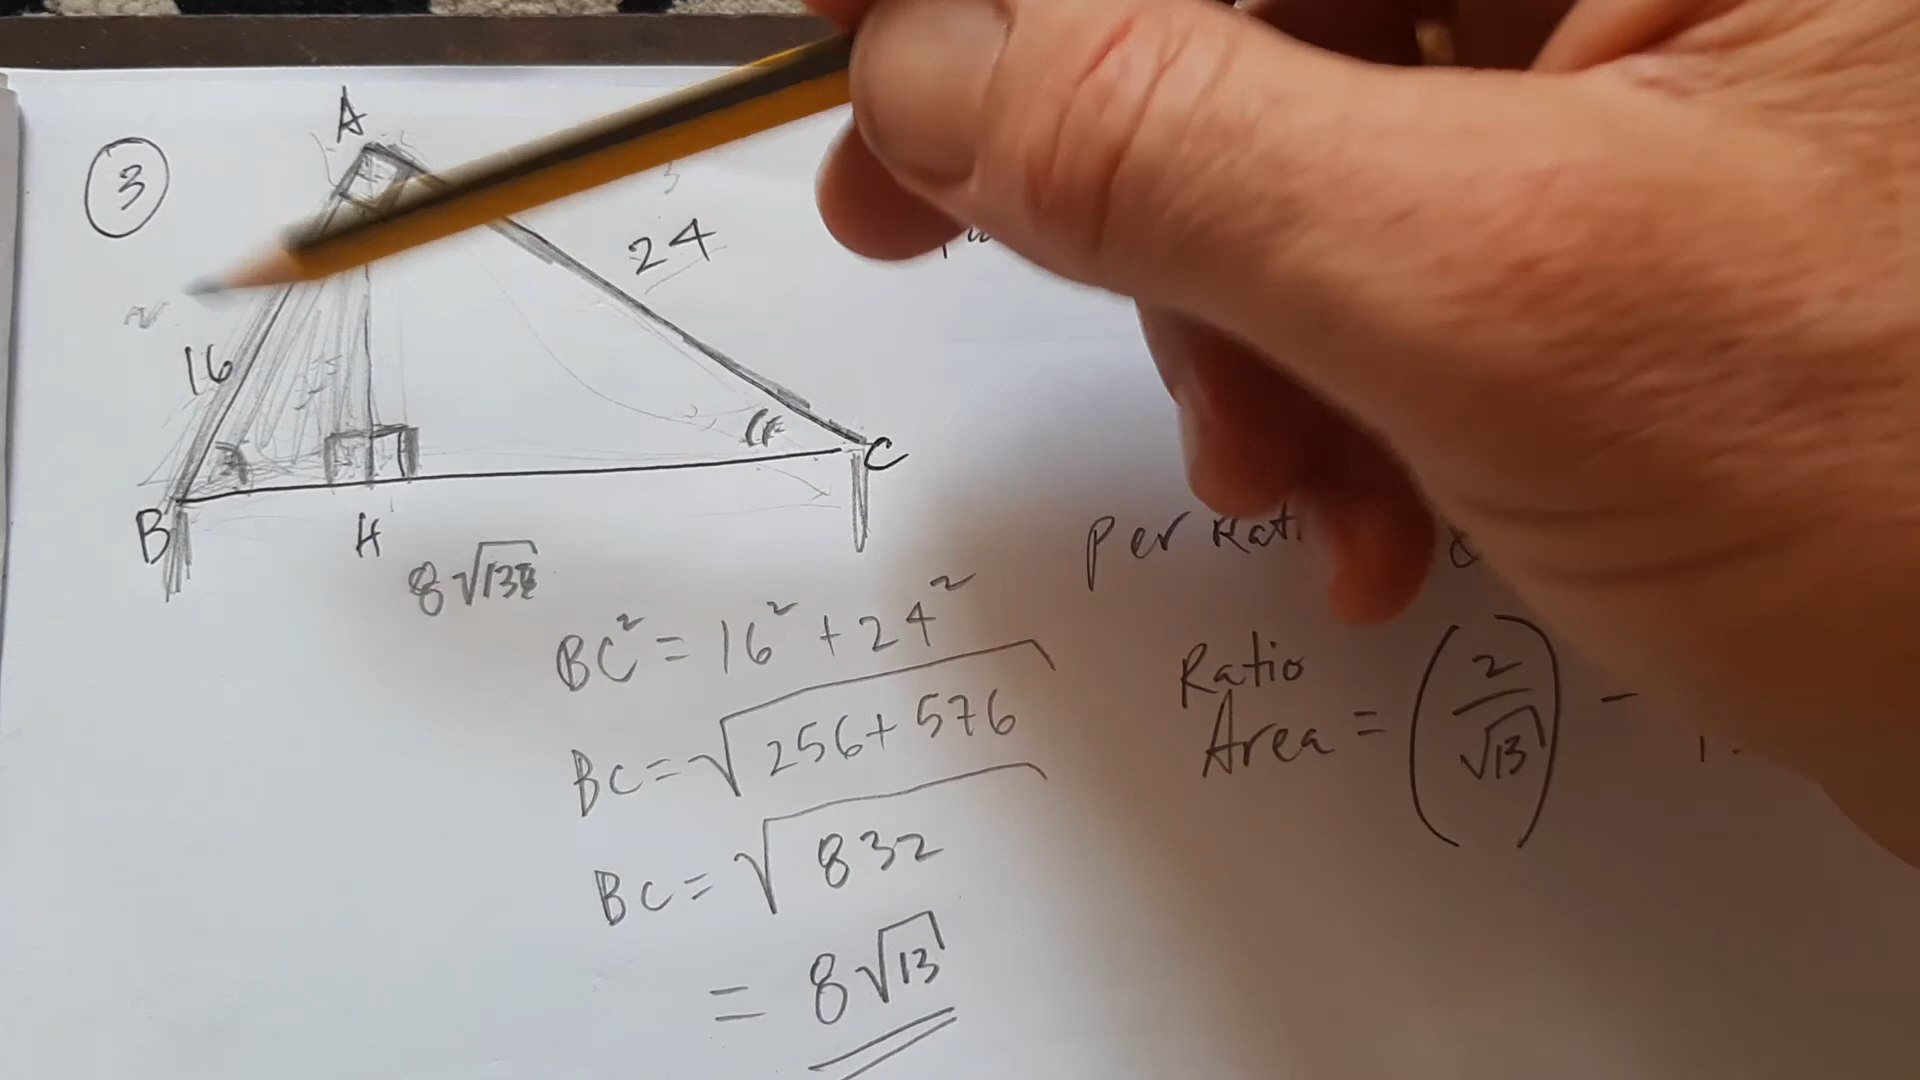 3
A
24
16
B
H
C
8√13
BC² = 16² + 24²
BC = √256 + 576
BC = √832
= 8√13
Per
Ratio
Area = (2/√13) =